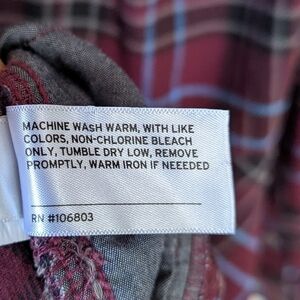 MACHINE WASH WARM, WITH LIKE
COLORS, NON-CHLORINE BLEACH
ONLY, TUMBLE DRY LOW, REMOVE
PROMPTLY, WARM IRON IF NEEEDED
RN #106803